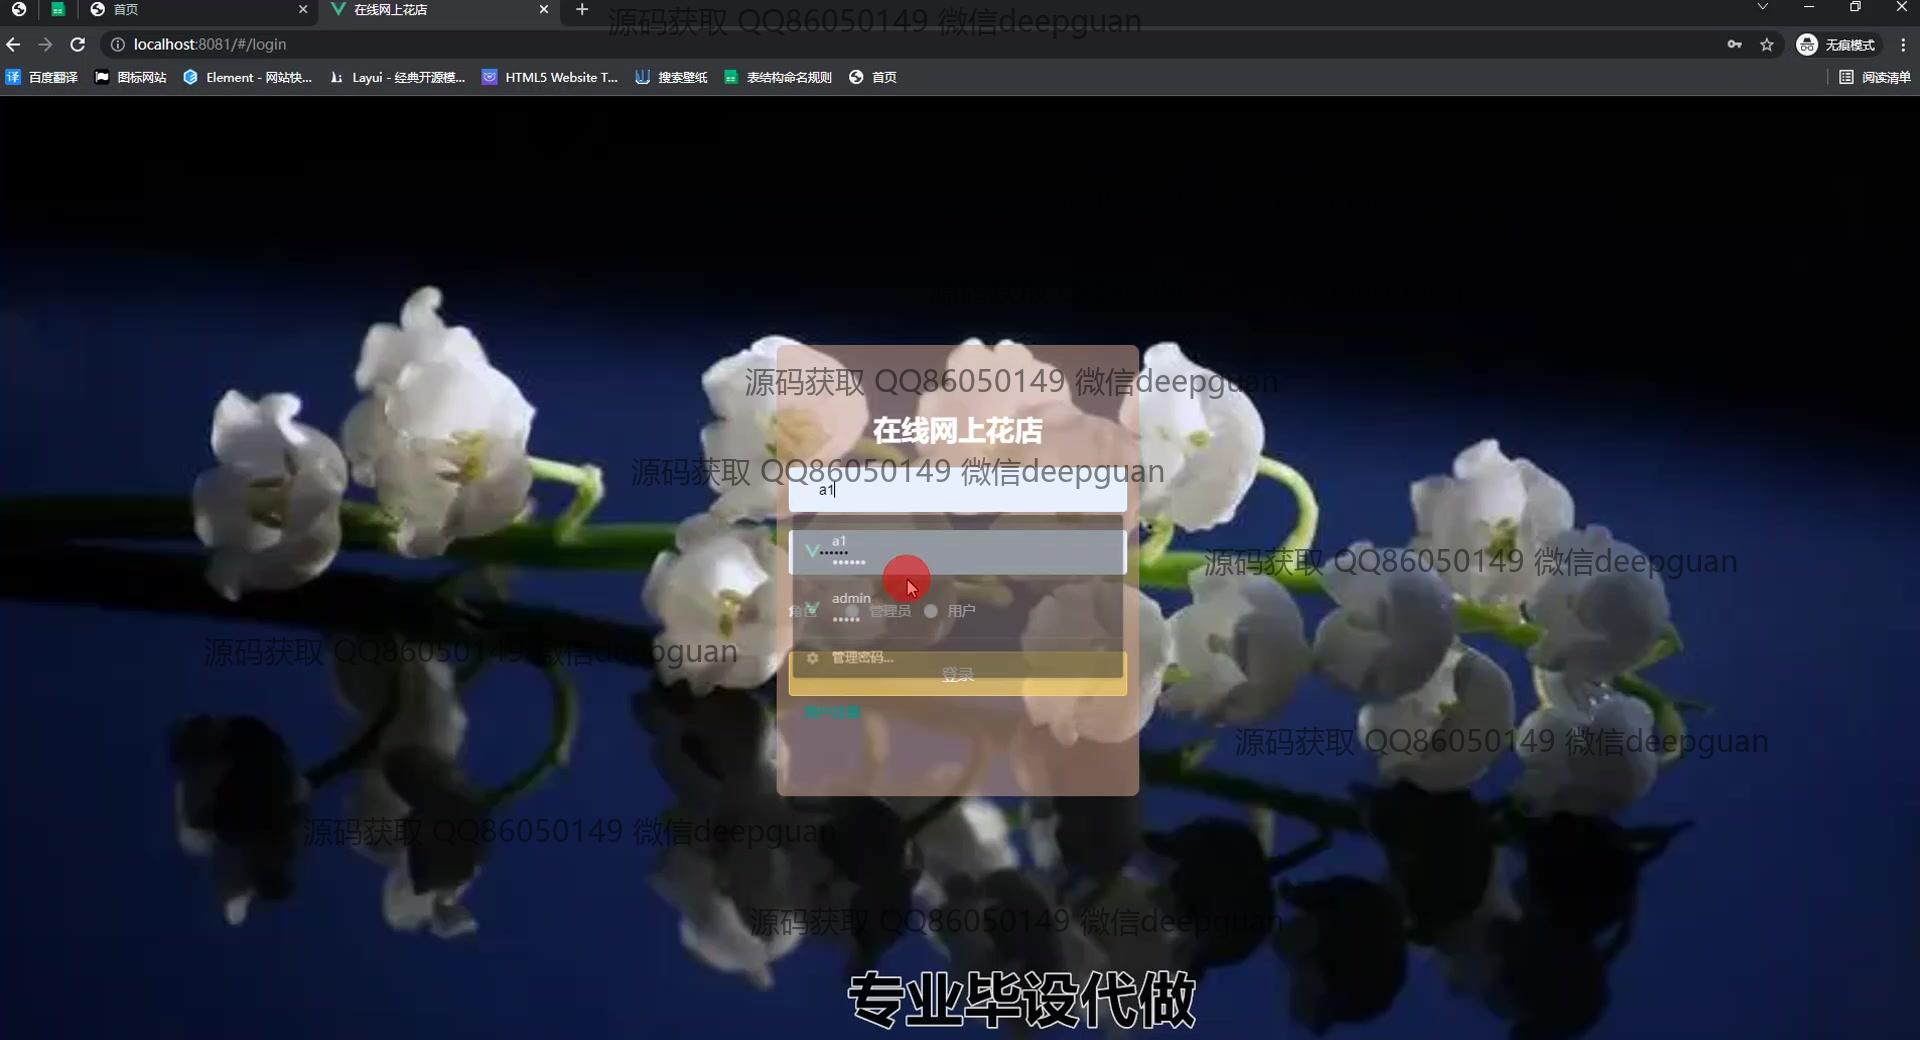 首页
在线网上花店
源码获取 QQ86050149 微信deepguan
localhost:8081/#/login
无痕模式
百度翻译
图标网站
Element - 网站快...
Layui - 经典开源模...
HTML5 Website T...
搜索壁纸
表结构命名规则
首页
阅读清单
源码获取 QQ86050149 微信deepguan
在线网上花店
源码获取 QQ86050149 微信deepguan
a1
a1
••••••
••••••
源码获取 QQ86050149 微信deepguan
admin
角色 管理员 用户
•••••
源码获取 QQ86050149 微信deepguan
管理密码...
登录
用户注册
源码获取 QQ86050149 微信deepguan
源码获取 QQ86050149 微信deepguan
源码获取 QQ86050149 微信deepguan
专业毕设代做